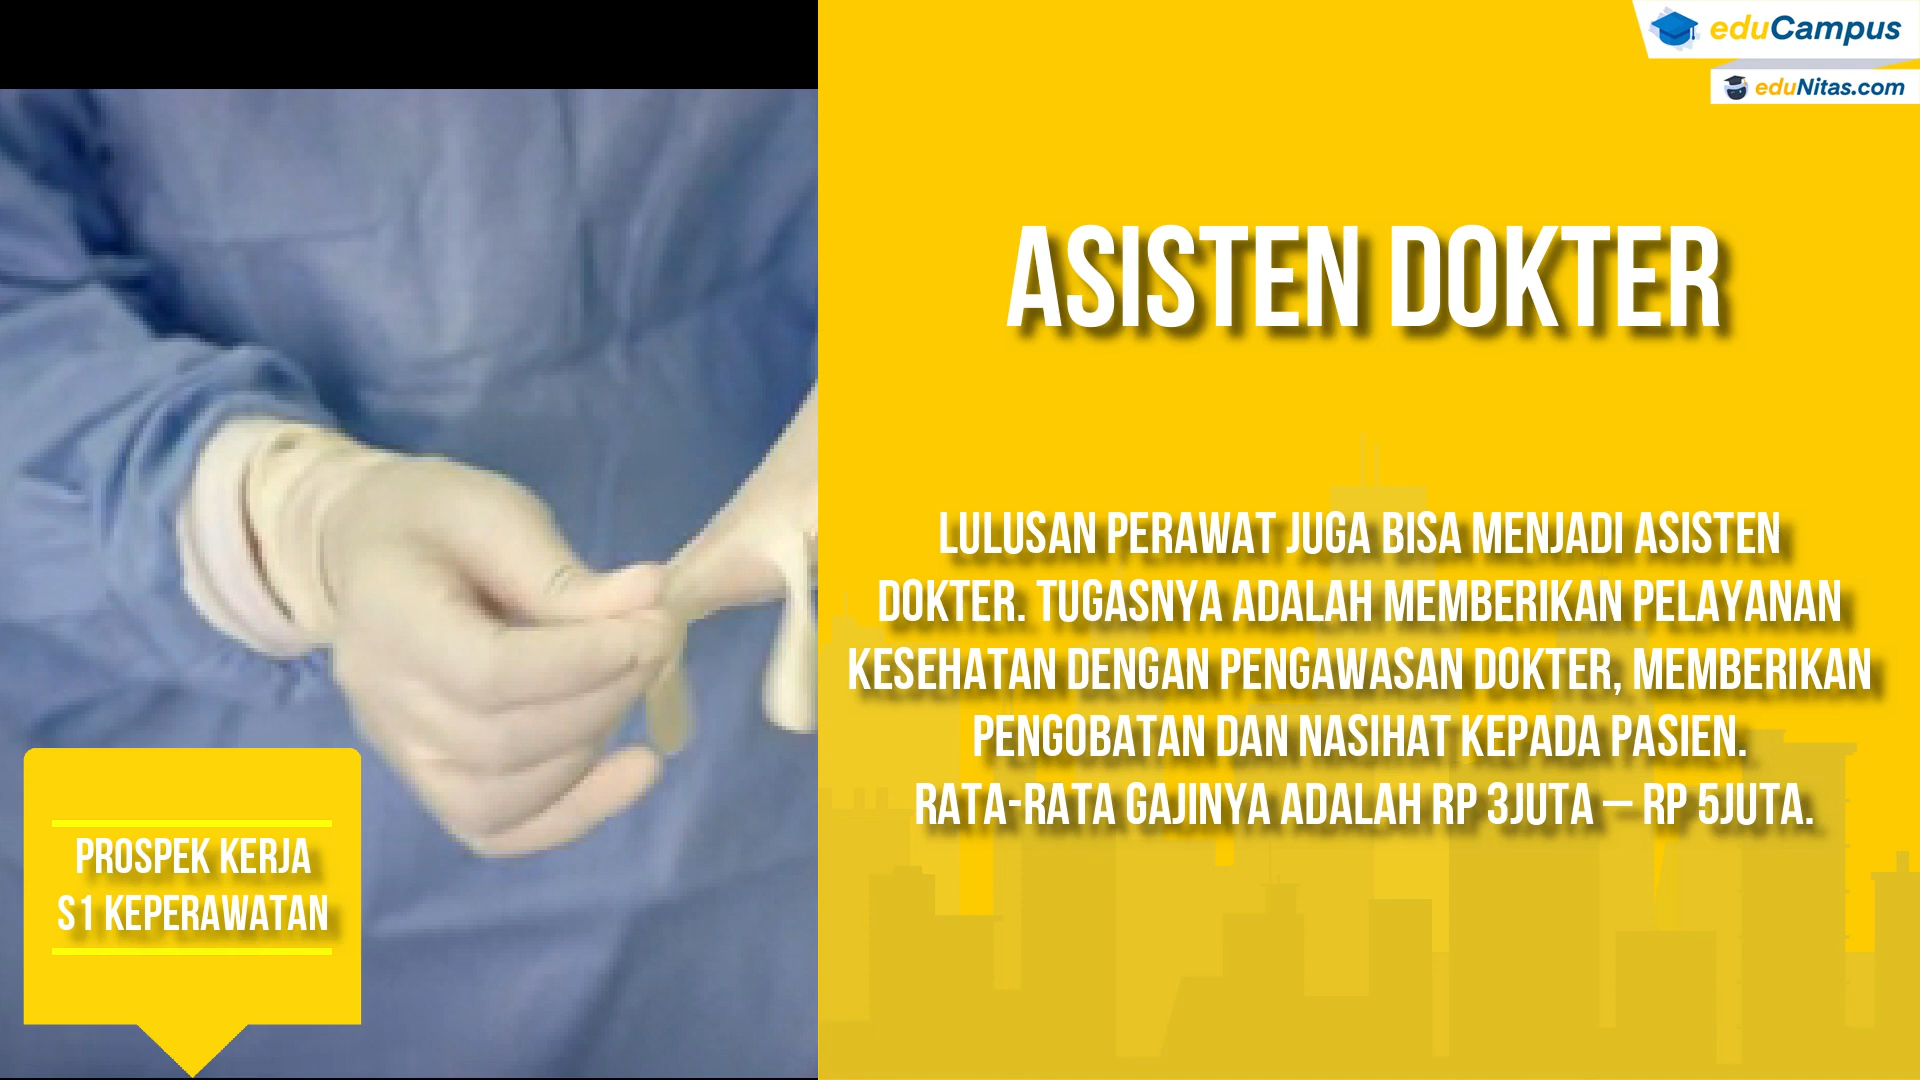 eduCampus
eduNitas.com
ASISTEN DOKTER
LULUSAN PERAWAT JUGA BISA MENJADI ASISTEN
DOKTER. TUGASNYA ADALAH MEMBERIKAN PELAYANAN
KESEHATAN DENGAN PENGAWASAN DOKTER, MEMBERIKAN
PENGOBATAN DAN NASIHAT KEPADA PASIEN.
RATA-RATA GAJINYA ADALAH RP 3JUTA – RP 5JUTA.
PROSPEK KERJA
S1 KEPERAWATAN